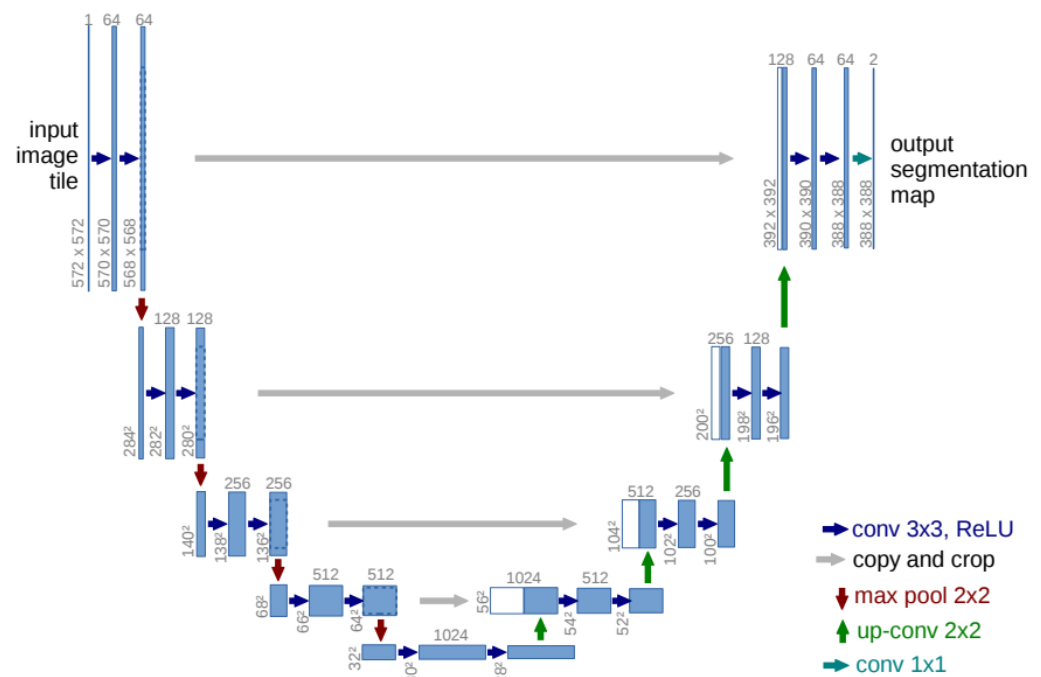 1 64 64
128 64 64 2
input
image
tile
output
segmentation
map
572 x 572
570 x 570
568 x 568
392 x 392
390 x 390
388 x 388
388 x 388
128 128
256 128
284²
282²
280²
200²
198²
196²
256 256
512 256
140²
138²
136²
104²
102²
100²
512 512
1024 512
68²
66²
64²
56²
54²
52²
1024
32²
conv 3x3, ReLU
copy and crop
max pool 2x2
up-conv 2x2
conv 1x1